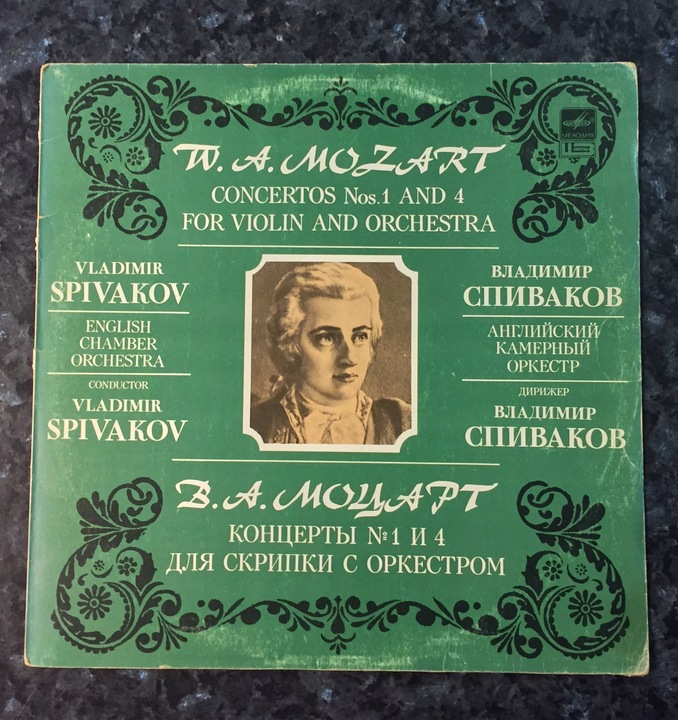 МЕЛОДИЯ
W. A. MOZART
CONCERTOS Nos.1 AND 4
FOR VIOLIN AND ORCHESTRA
VLADIMIR
SPIVAKOV
ENGLISH
CHAMBER
ORCHESTRA
CONDUCTOR
VLADIMIR
SPIVAKOV
ВЛАДИМИР
СПИВАКОВ
АНГЛИЙСКИЙ
КАМЕРНЫЙ
ОРКЕСТР
ДИРИЖЕР
ВЛАДИМИР
СПИВАКОВ
В. А. МОЦАРТ
КОНЦЕРТЫ №1 И 4
ДЛЯ СКРИПКИ С ОРКЕСТРОМ